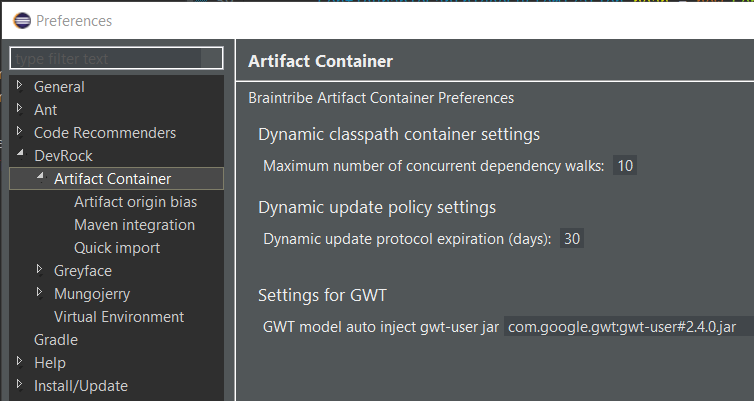 Preferences
type filter text
General
Ant
Code Recommenders
DevRock
Artifact Container
Artifact origin bias
Maven integration
Quick import
Greyface
Mungojerry
Virtual Environment
Gradle
Help
Install/Update
Artifact Container
Braintribe Artifact Container Preferences
Dynamic classpath container settings
Maximum number of concurrent dependency walks: 10
Dynamic update policy settings
Dynamic update protocol expiration (days): 30
Settings for GWT
GWT model auto inject gwt-user jar com.google.gwt:gwt-user#2.4.0.jar